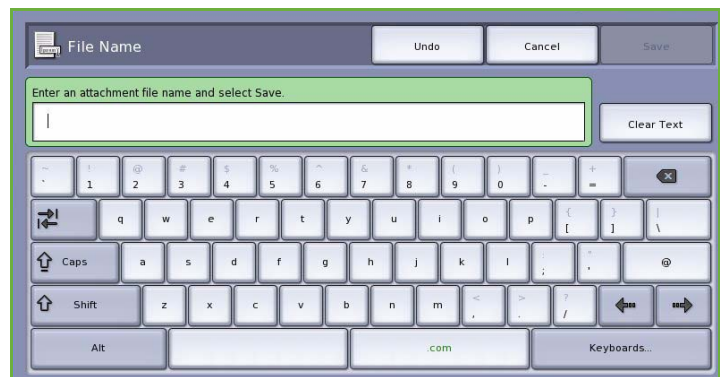 File Name Undo Cancel Save
Enter an attachment file name and select Save.
Clear Text
~ ! @ # $ % ^ & * ( ) _ +
` 1 2 3 4 5 6 7 8 9 0 - =
q w e r t y u i o p { [ } ] | \
Caps a s d f g h j k l : ; " ' @
Shift z x c v b n m < , > . ? /
Alt .com Keyboards...